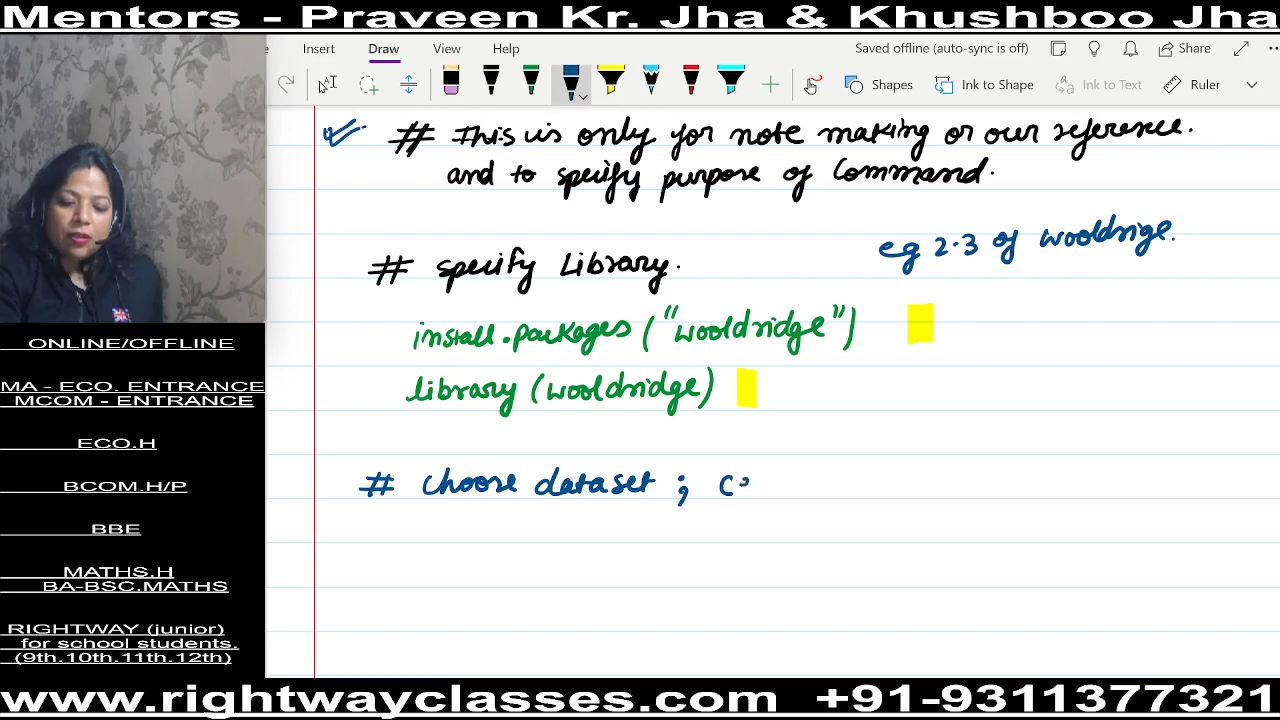 Mentors - Praveen Kr. Jha & Khushboo Jha
Insert Draw View Help Saved offline (auto-sync is off) Share
Shapes Ink to Shape Ink to Text Ruler
# This is only for note making or our reference.
and to specify purpose of Command.
eg 2.3 of wooldrige.
# specify Library.
install.packages ("wooldridge")
library (wooldridge)
# choose dataset ;
ONLINE/OFFLINE
MA - ECO. ENTRANCE
MCOM - ENTRANCE
ECO.H
BCOM.H/P
BBE
MATHS.H
BA-BSC.MATHS
RIGHTWAY (junior)
for school students.
(9th.10th.11th.12th)
www.rightwayclasses.com +91-9311377321